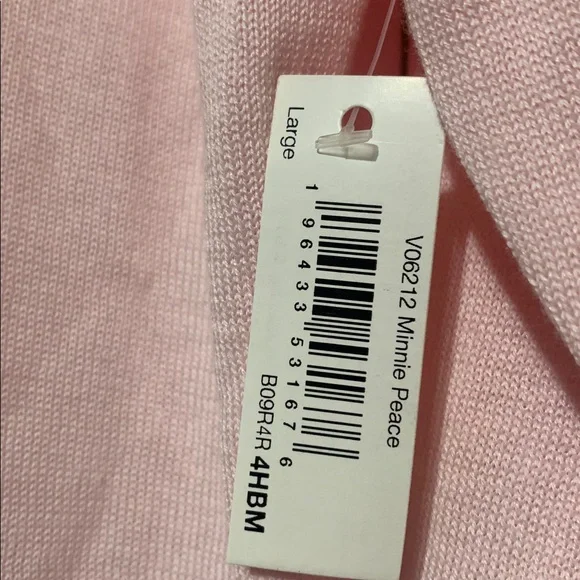 V06212 Minnie Peace
Large
1 96433 53167 6
B09R4R 4HBM